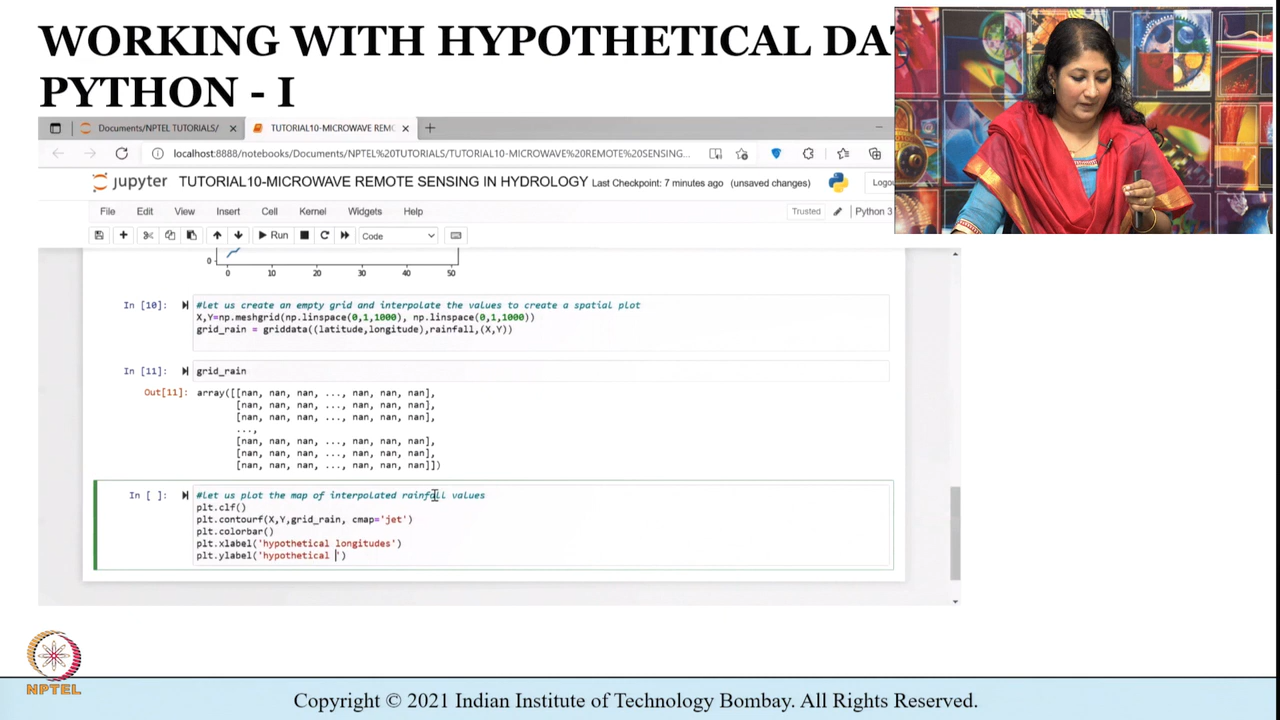 WORKING WITH HYPOTHETICAL DA
PYTHON - I
Documents/NPTEL TUTORIALS/
TUTORIAL10-MICROWAVE REMO
localhost:8888/notebooks/Documents/NPTEL%20TUTORIALS/TUTORIAL10-MICROWAVE%20REMOTE%20SENSING...
jupyter TUTORIAL10-MICROWAVE REMOTE SENSING IN HYDROLOGY Last Checkpoint: 7 minutes ago (unsaved changes) Logou
File Edit View Insert Cell Kernel Widgets Help Trusted Python 3
Run Code
0
0 10 20 30 40 50
In [10]: #Let us create an empty grid and interpolate the values to create a spatial plot
X,Y=np.meshgrid(np.linspace(0,1,1000), np.linspace(0,1,1000))
grid_rain = griddata((latitude,longitude),rainfall,(X,Y))
In [11]: grid_rain
Out[11]: array([[nan, nan, nan, ..., nan, nan, nan],
[nan, nan, nan, ..., nan, nan, nan],
[nan, nan, nan, ..., nan, nan, nan],
...,
[nan, nan, nan, ..., nan, nan, nan],
[nan, nan, nan, ..., nan, nan, nan],
[nan, nan, nan, ..., nan, nan, nan]])
In [ ]: #Let us plot the map of interpolated rainfall values
plt.clf()
plt.contourf(X,Y,grid_rain, cmap='jet')
plt.colorbar()
plt.xlabel('hypothetical longitudes')
plt.ylabel('hypothetical ')
NPTEL
Copyright © 2021 Indian Institute of Technology Bombay. All Rights Reserved.